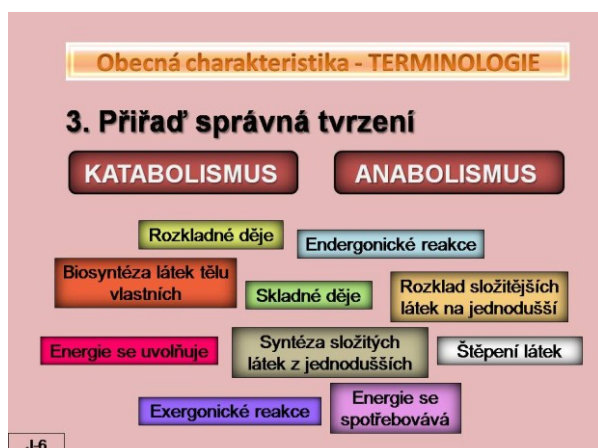 Obecná charakteristika - TERMINOLOGIE
3. Přiřaď správná tvrzení
KATABOLISMUS
ANABOLISMUS
Rozkladné děje
Endergonické reakce
Biosyntéza látek tělu
vlastních
Skladné děje
Rozklad složitějších
látek na jednodušší
Energie se uvolňuje
Syntéza složitých
látek z jednodušších
Štěpení látek
Exergonické reakce
Energie se
spotřebovává
J-6